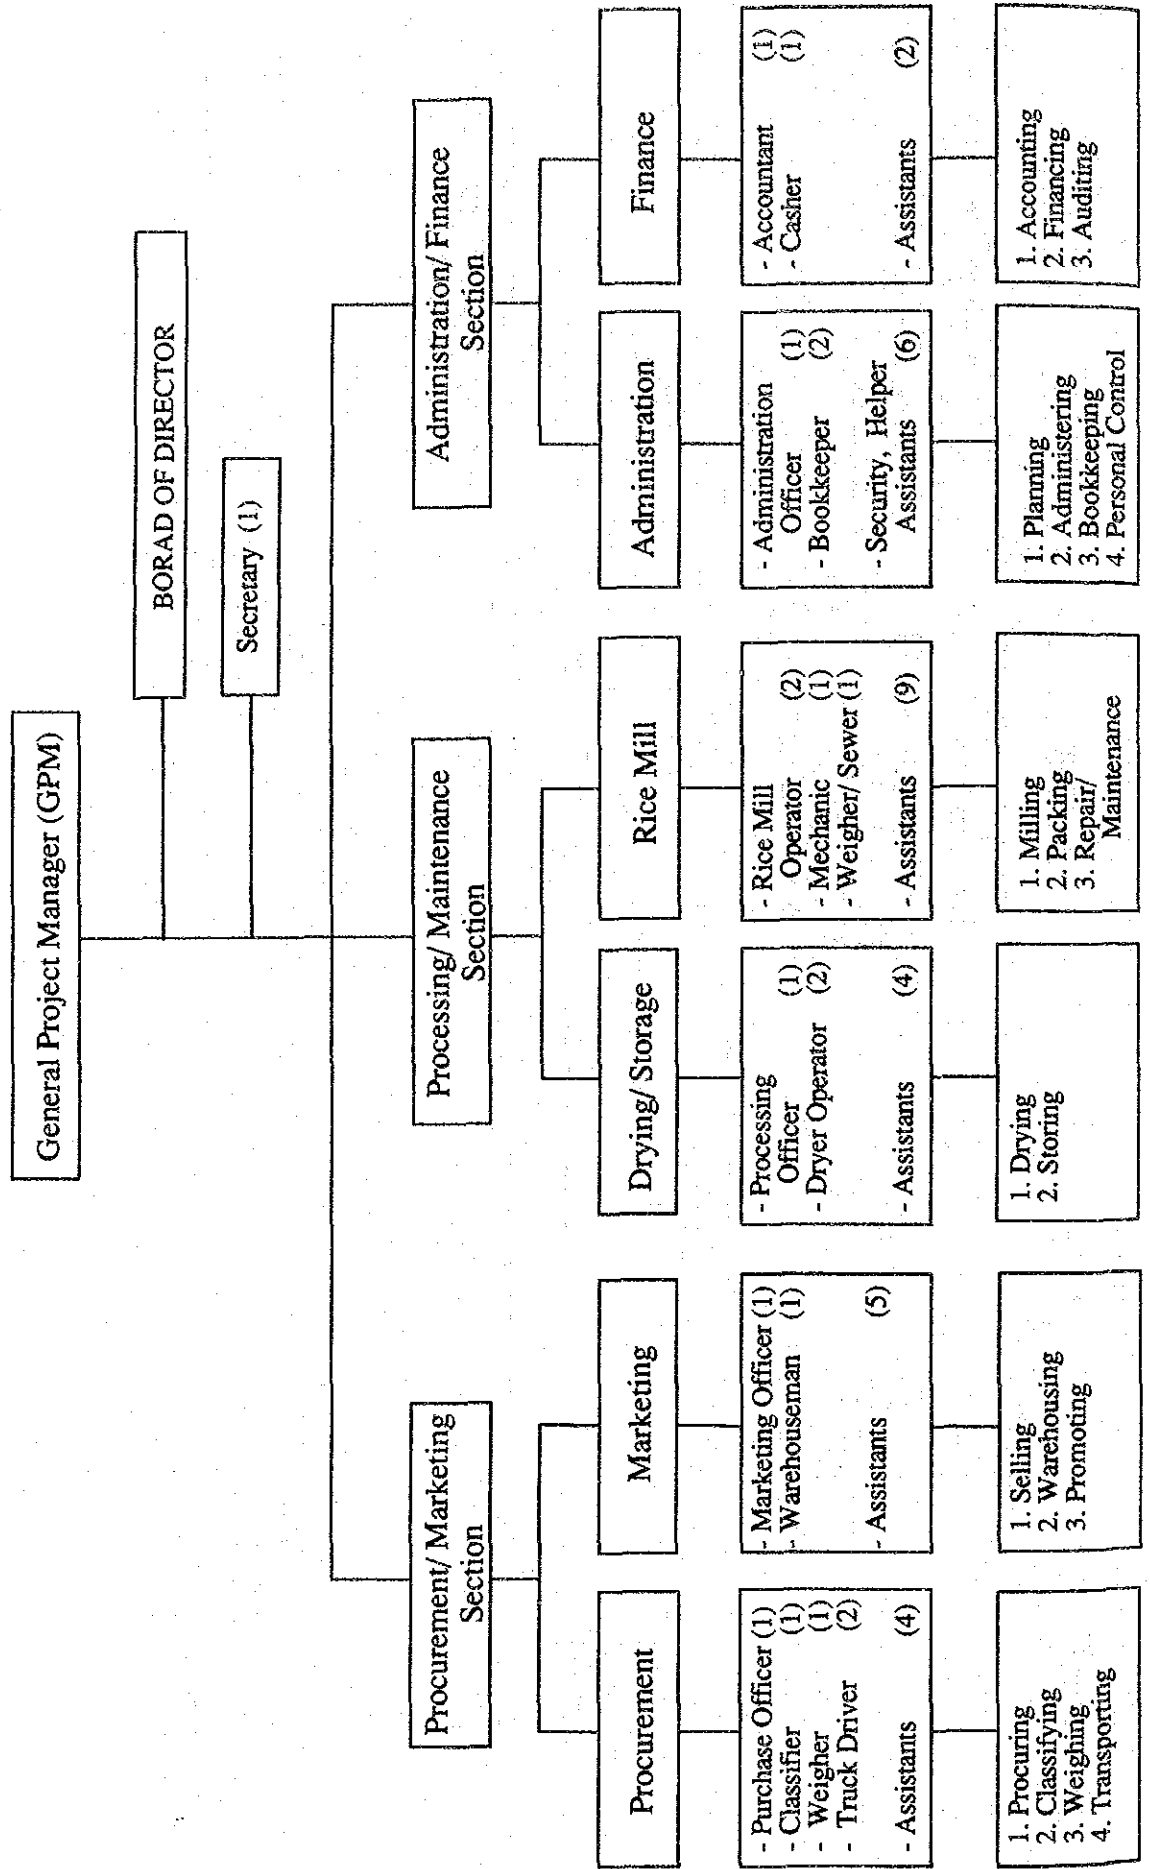 General Project Manager (GPM)
BORAD OF DIRECTOR
Secretary (1)
Procurement/ Marketing
Section
Processing/ Maintenance
Section
Administration/ Finance
Section
Procurement
Marketing
Drying/ Storage
Rice Mill
Administration
Finance
- Purchase Officer (1)
- Classifier (1)
- Weigher (1)
- Truck Driver (2)
- Assistants (4)
- Marketing Officer (1)
- Warehouseman (1)
- Assistants (5)
- Processing
Officer (1)
- Dryer Operator (2)
- Assistants (4)
- Rice Mill
Operator (2)
- Mechanic (1)
- Weigher/ Sewer (1)
- Assistants (9)
- Administration
Officer (1)
- Bookkeeper (2)
- Security, Helper
Assistants (6)
- Accountant (1)
- Casher (1)
- Assistants (2)
1. Procuring
2. Classifying
3. Weighing
4. Transporting
1. Selling
2. Warehousing
3. Promoting
1. Drying
2. Storing
1. Milling
2. Packing
3. Repair/
Maintenance
1. Planning
2. Administering
3. Bookkeeping
4. Personal Control
1. Accounting
2. Financing
3. Auditing